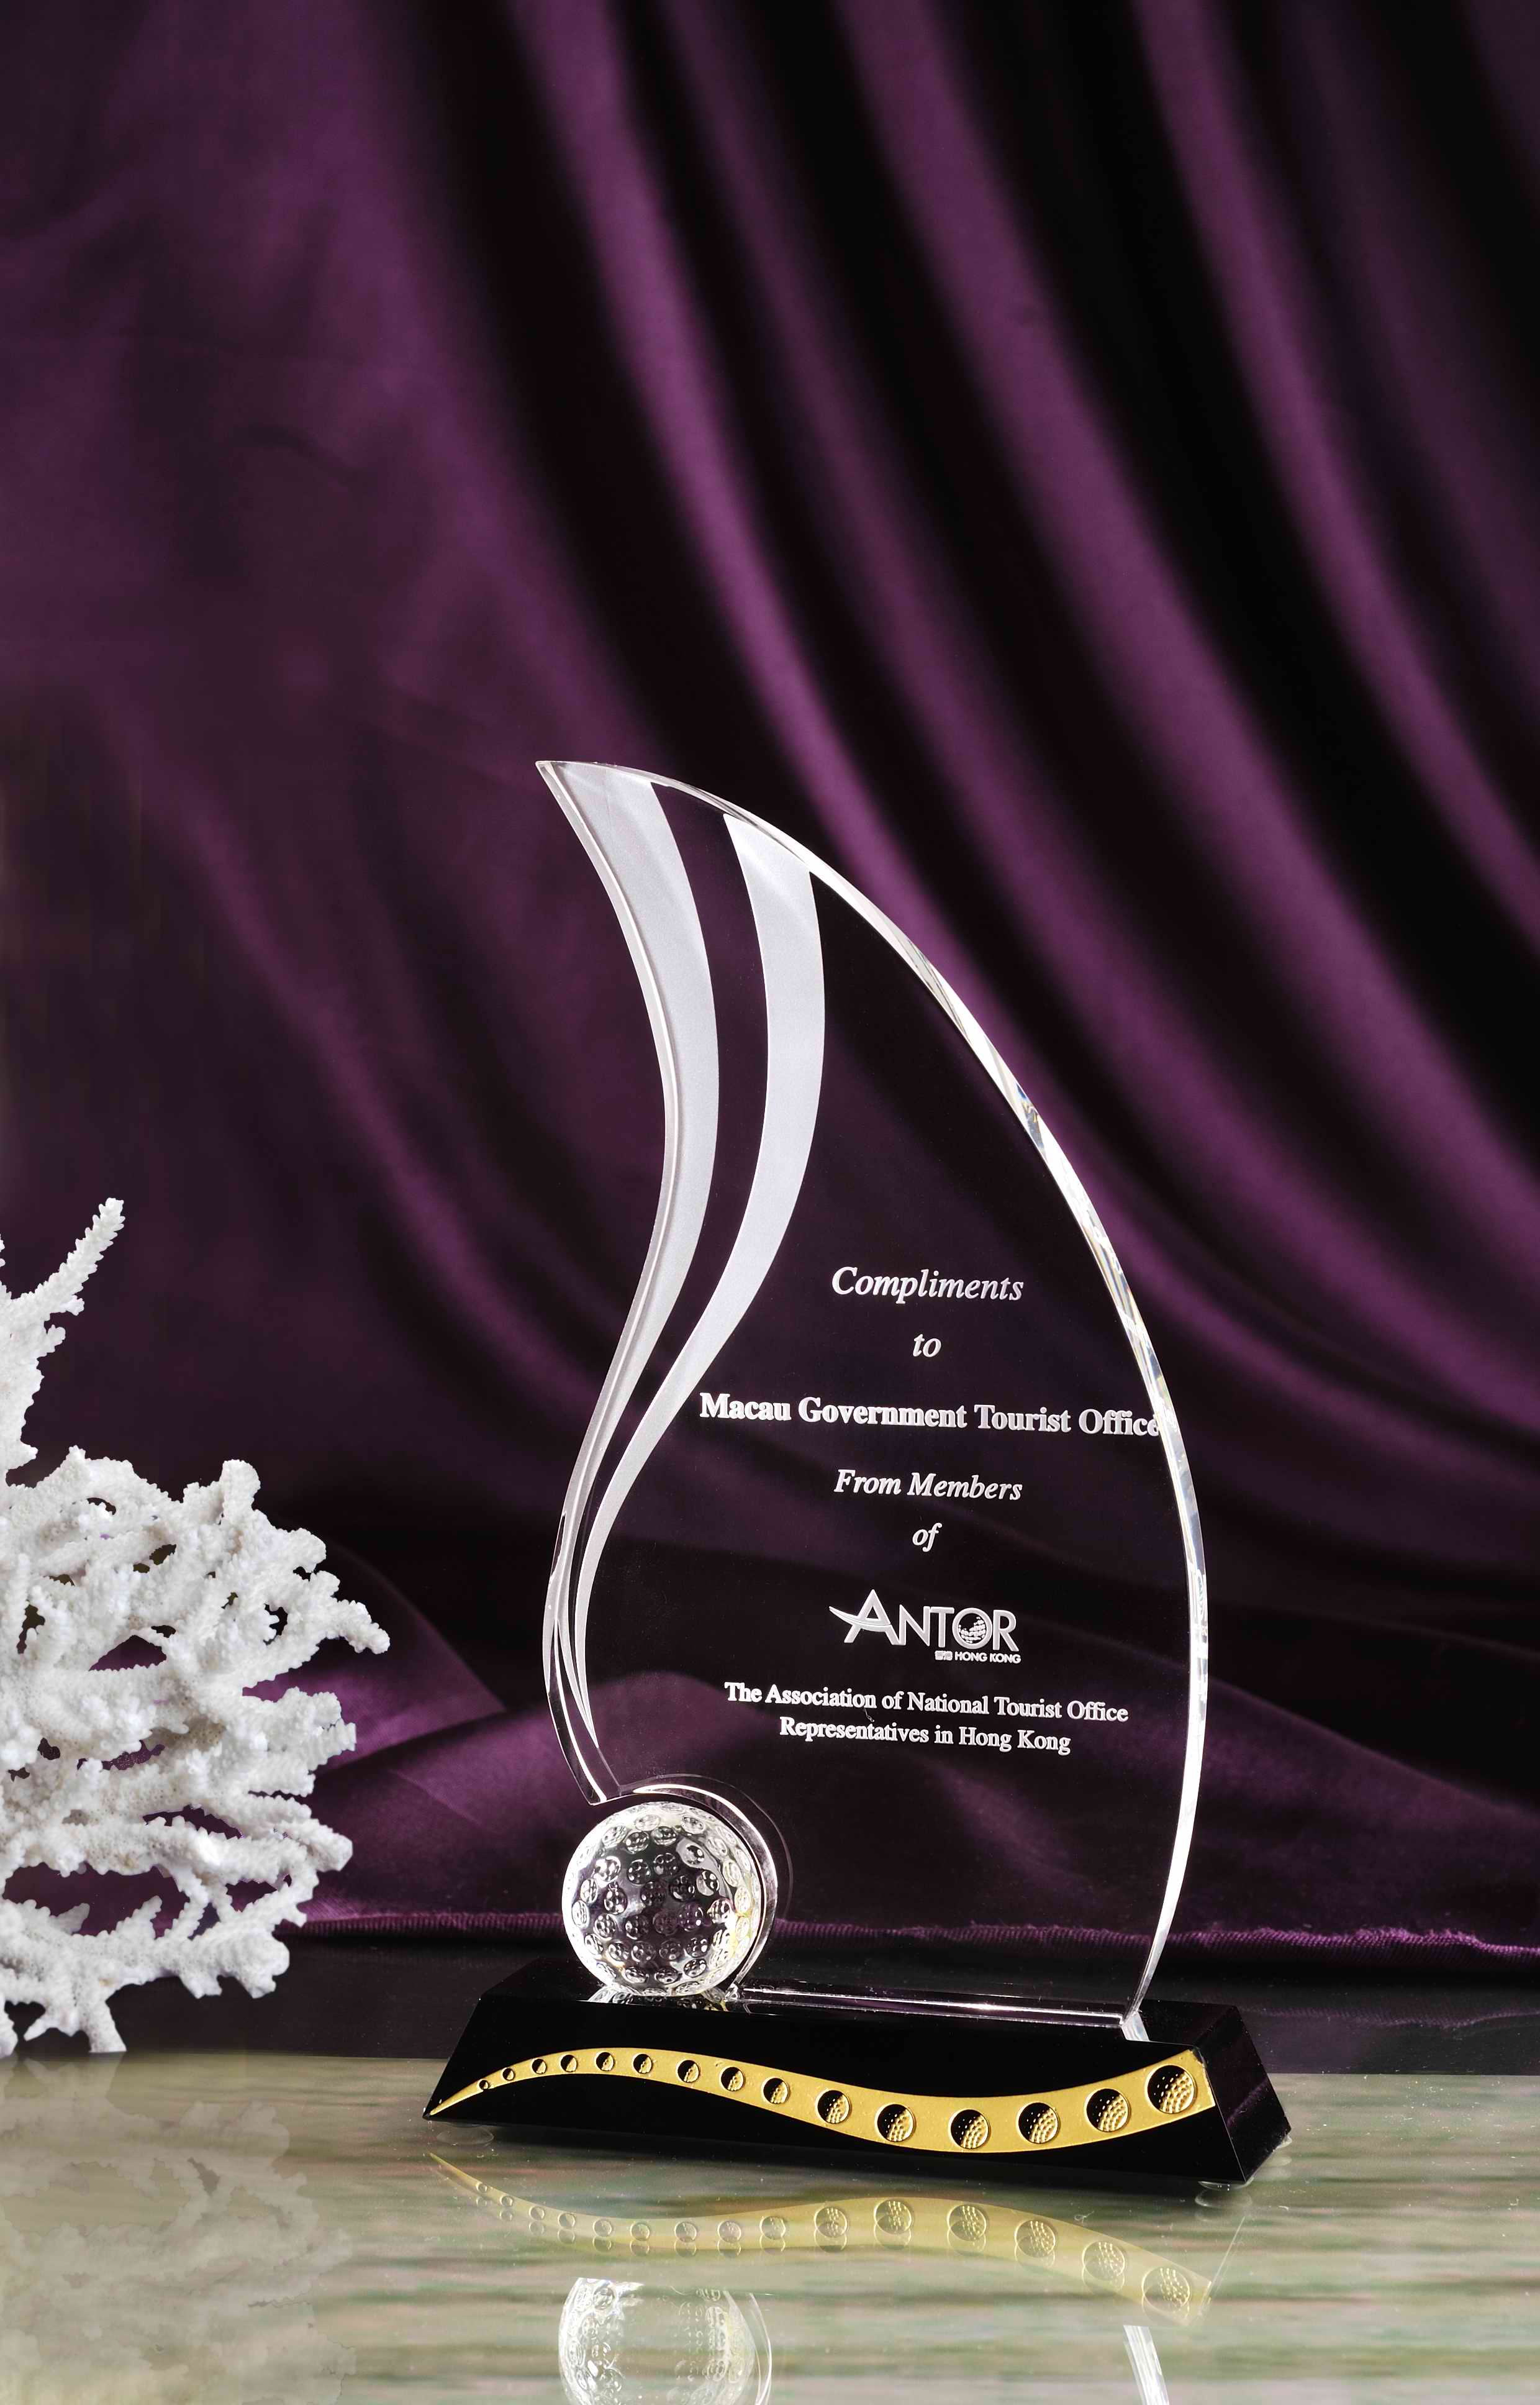 Compliments
to
Macau Government Tourist Office
From Members
of
ANTOR
HONG KONG
The Association of National Tourist Office
Representatives in Hong Kong